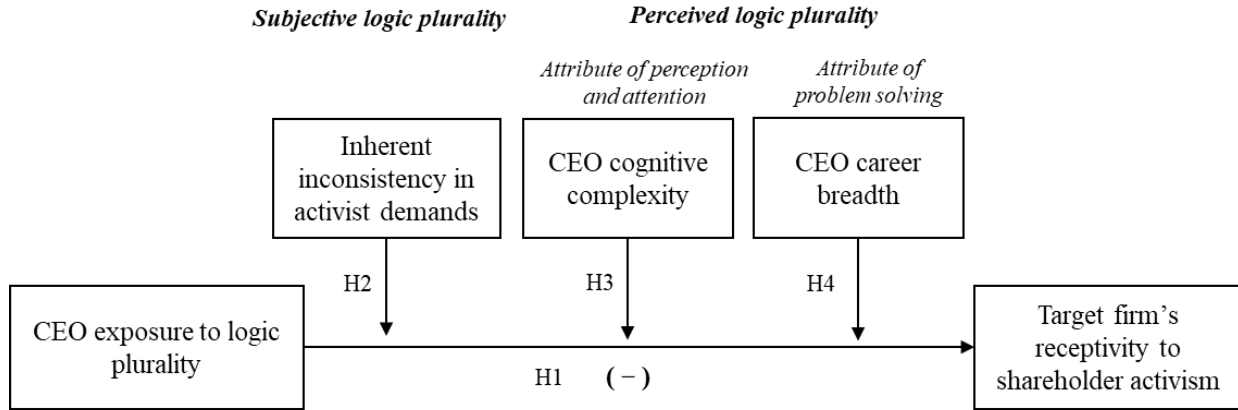 Subjective logic plurality
Perceived logic plurality
Attribute of perception
and attention
Attribute of
problem solving
Inherent
inconsistency in
activist demands
CEO cognitive
complexity
CEO career
breadth
H2
H3
H4
CEO exposure to logic
plurality
Target firm’s
receptivity to
shareholder activism
H1 (−)